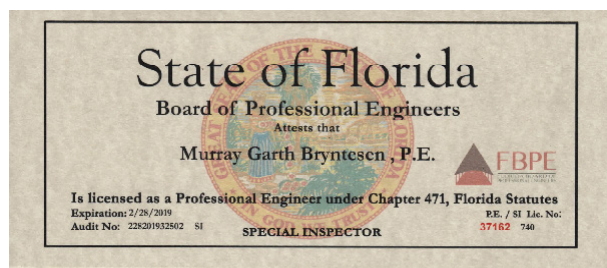 State of Florida
Board of Professional Engineers
Attests that
Murray Garth Bryntesen , P.E.
FBPE
Is licensed as a Professional Engineer under Chapter 471, Florida Statutes
Expiration: 2/28/2019
P.E. / SI Lic. No:
Audit No: 228201932502 SI
SPECIAL INSPECTOR
37162 740